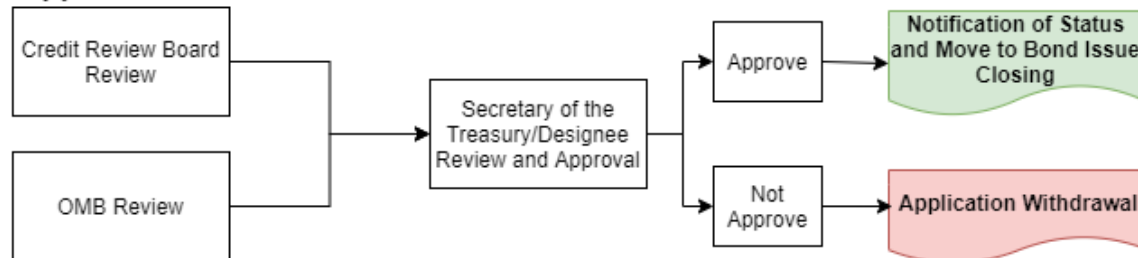 Credit Review Board
Review
OMB Review
Secretary of the
Treasury/Designee
Review and Approval
Approve
Not
Approve
Notification of Status
and Move to Bond Issue
Closing
Application Withdrawal